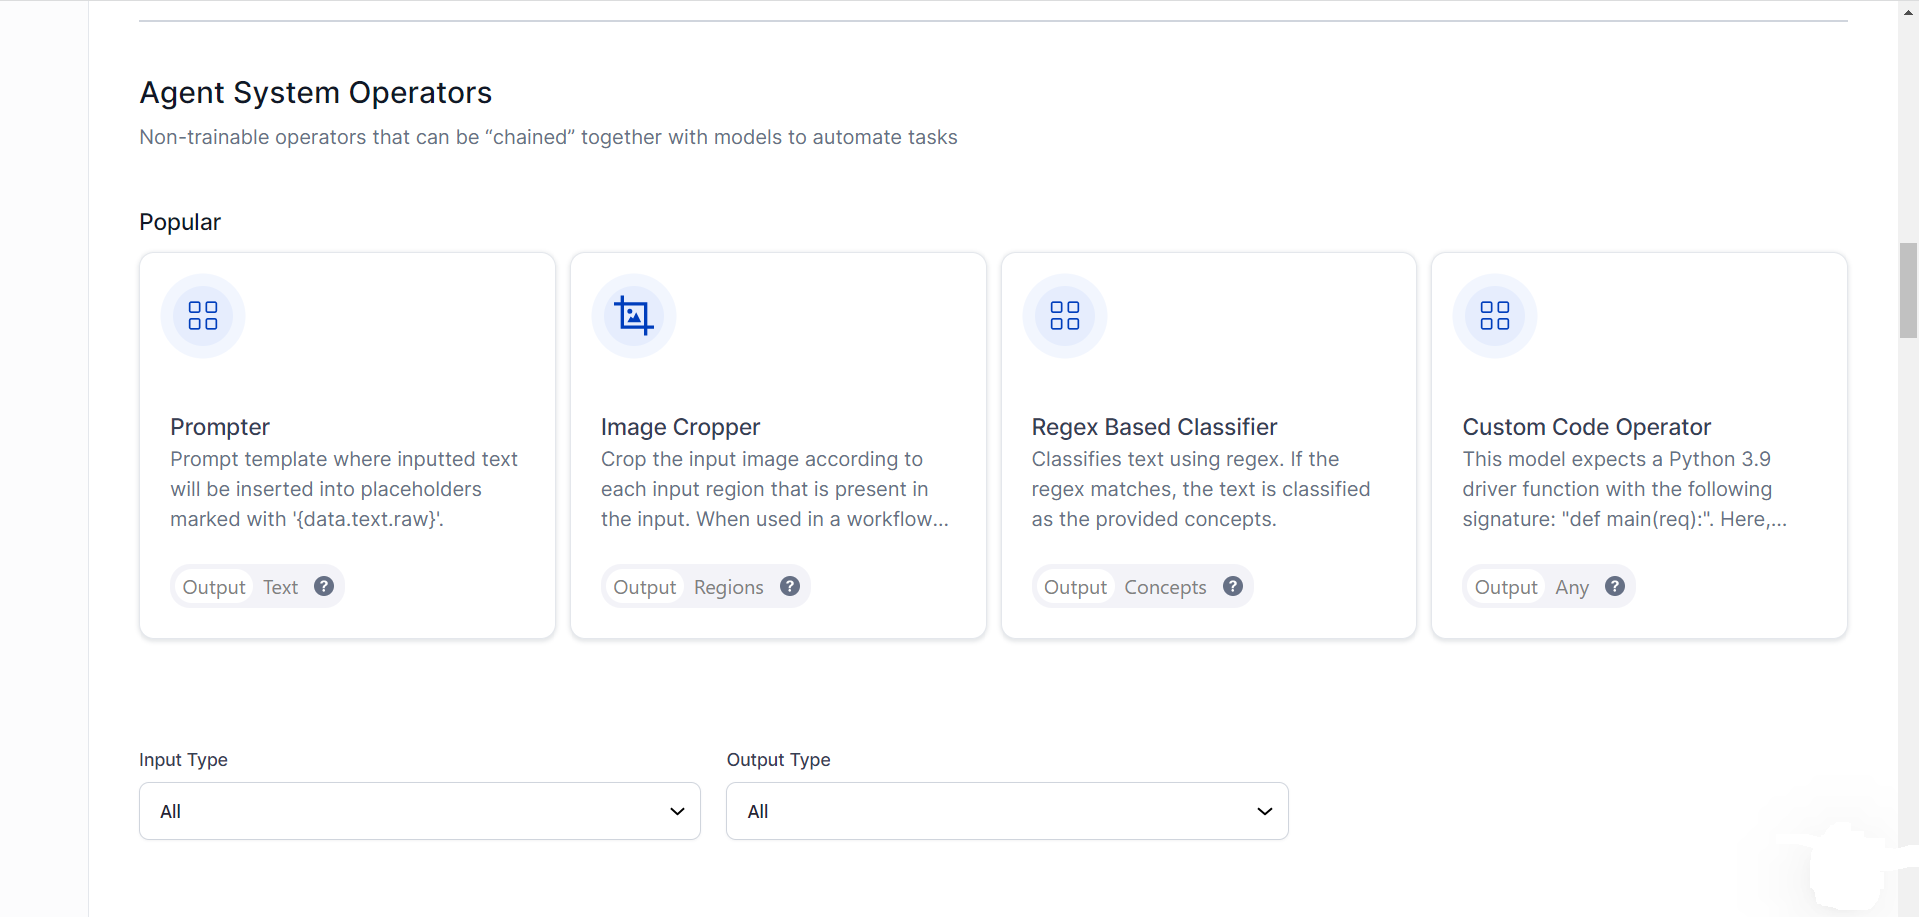 Agent System Operators
Non-trainable operators that can be “chained” together with models to automate tasks
Popular
Prompter
Prompt template where inputted text
will be inserted into placeholders
marked with '{data.text.raw}'.
Output Text ?
Image Cropper
Crop the input image according to
each input region that is present in
the input. When used in a workflow...
Output Regions ?
Regex Based Classifier
Classifies text using regex. If the
regex matches, the text is classified
as the provided concepts.
Output Concepts ?
Custom Code Operator
This model expects a Python 3.9
driver function with the following
signature: "def main(req):". Here,...
Output Any ?
Input Type
All
Output Type
All